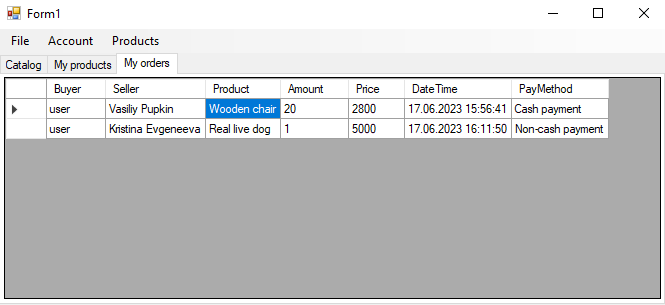 Form1
File Account Products
Catalog My products My orders
Buyer Seller Product Amount Price DateTime PayMethod
user Vasiliy Pupkin Wooden chair 20 2800 17.06.2023 15:56:41 Cash payment
user Kristina Evgeneeva Real live dog 1 5000 17.06.2023 16:11:50 Non-cash payment